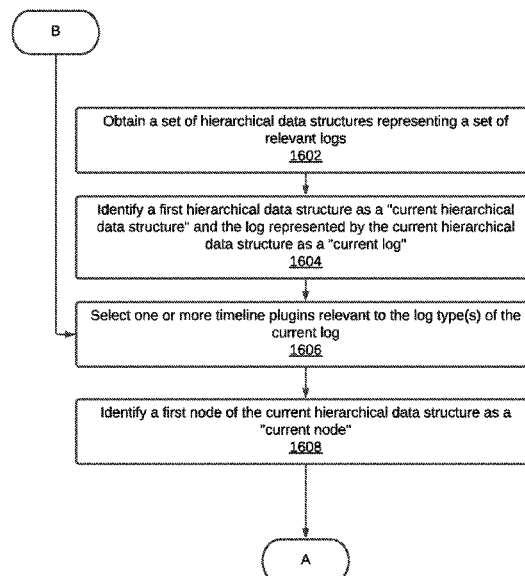 B
Obtain a set of hierarchical data structures representing a set of
relevant logs
1602
Identify a first hierarchical data structure as a "current hierarchical
data structure" and the log represented by the current hierarchical
data structure as a "current log"
1604
Select one or more timeline plugins relevant to the log type(s) of the
current log
1606
Identify a first node of the current hierarchical data structure as a
"current node"
1608
A